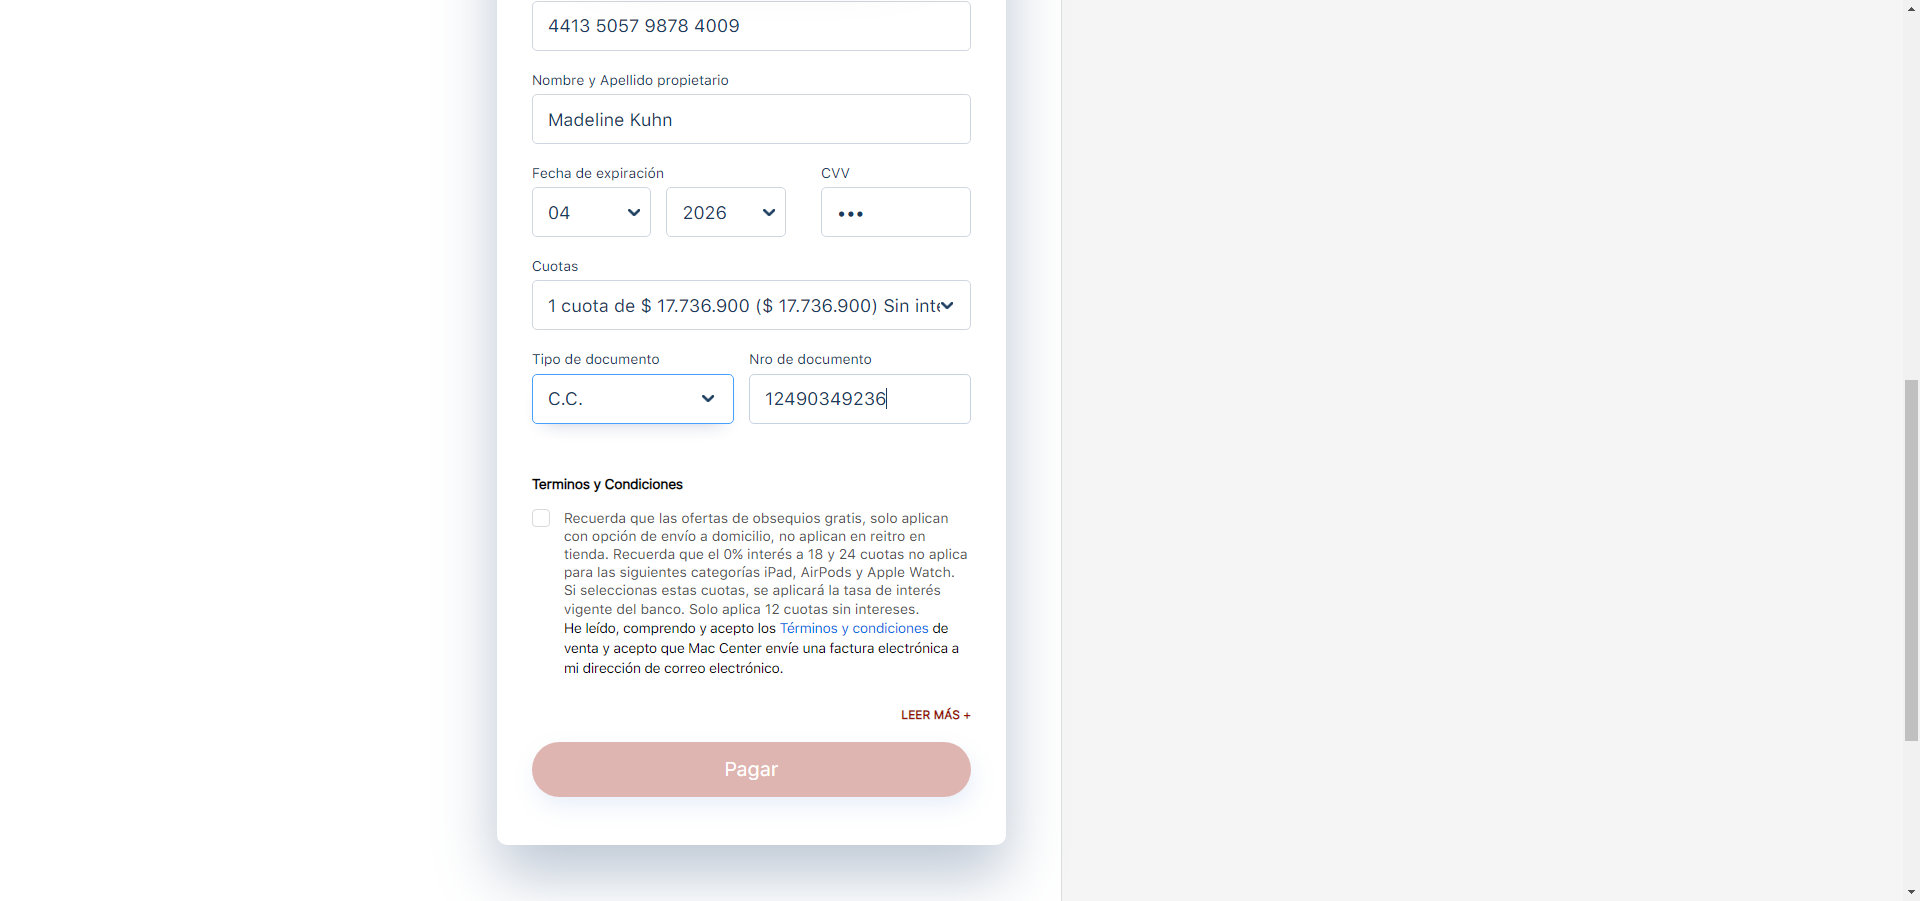 4413 5057 9878 4009
Nombre y Apellido propietario
Madeline Kuhn
Fecha de expiración
CVV
04
2026
•••
Cuotas
1 cuota de $ 17.736.900 ($ 17.736.900) Sin inte
Tipo de documento
Nro de documento
C.C.
12490349236
Terminos y Condiciones
Recuerda que las ofertas de obsequios gratis, solo aplican
con opción de envío a domicilio, no aplican en reitro en
tienda. Recuerda que el 0% interés a 18 y 24 cuotas no aplica
para las siguientes categorías iPad, AirPods y Apple Watch.
Si seleccionas estas cuotas, se aplicará la tasa de interés
vigente del banco. Solo aplica 12 cuotas sin intereses.
He leído, comprendo y acepto los Términos y condiciones de
venta y acepto que Mac Center envíe una factura electrónica a
mi dirección de correo electrónico.
LEER MÁS +
Pagar